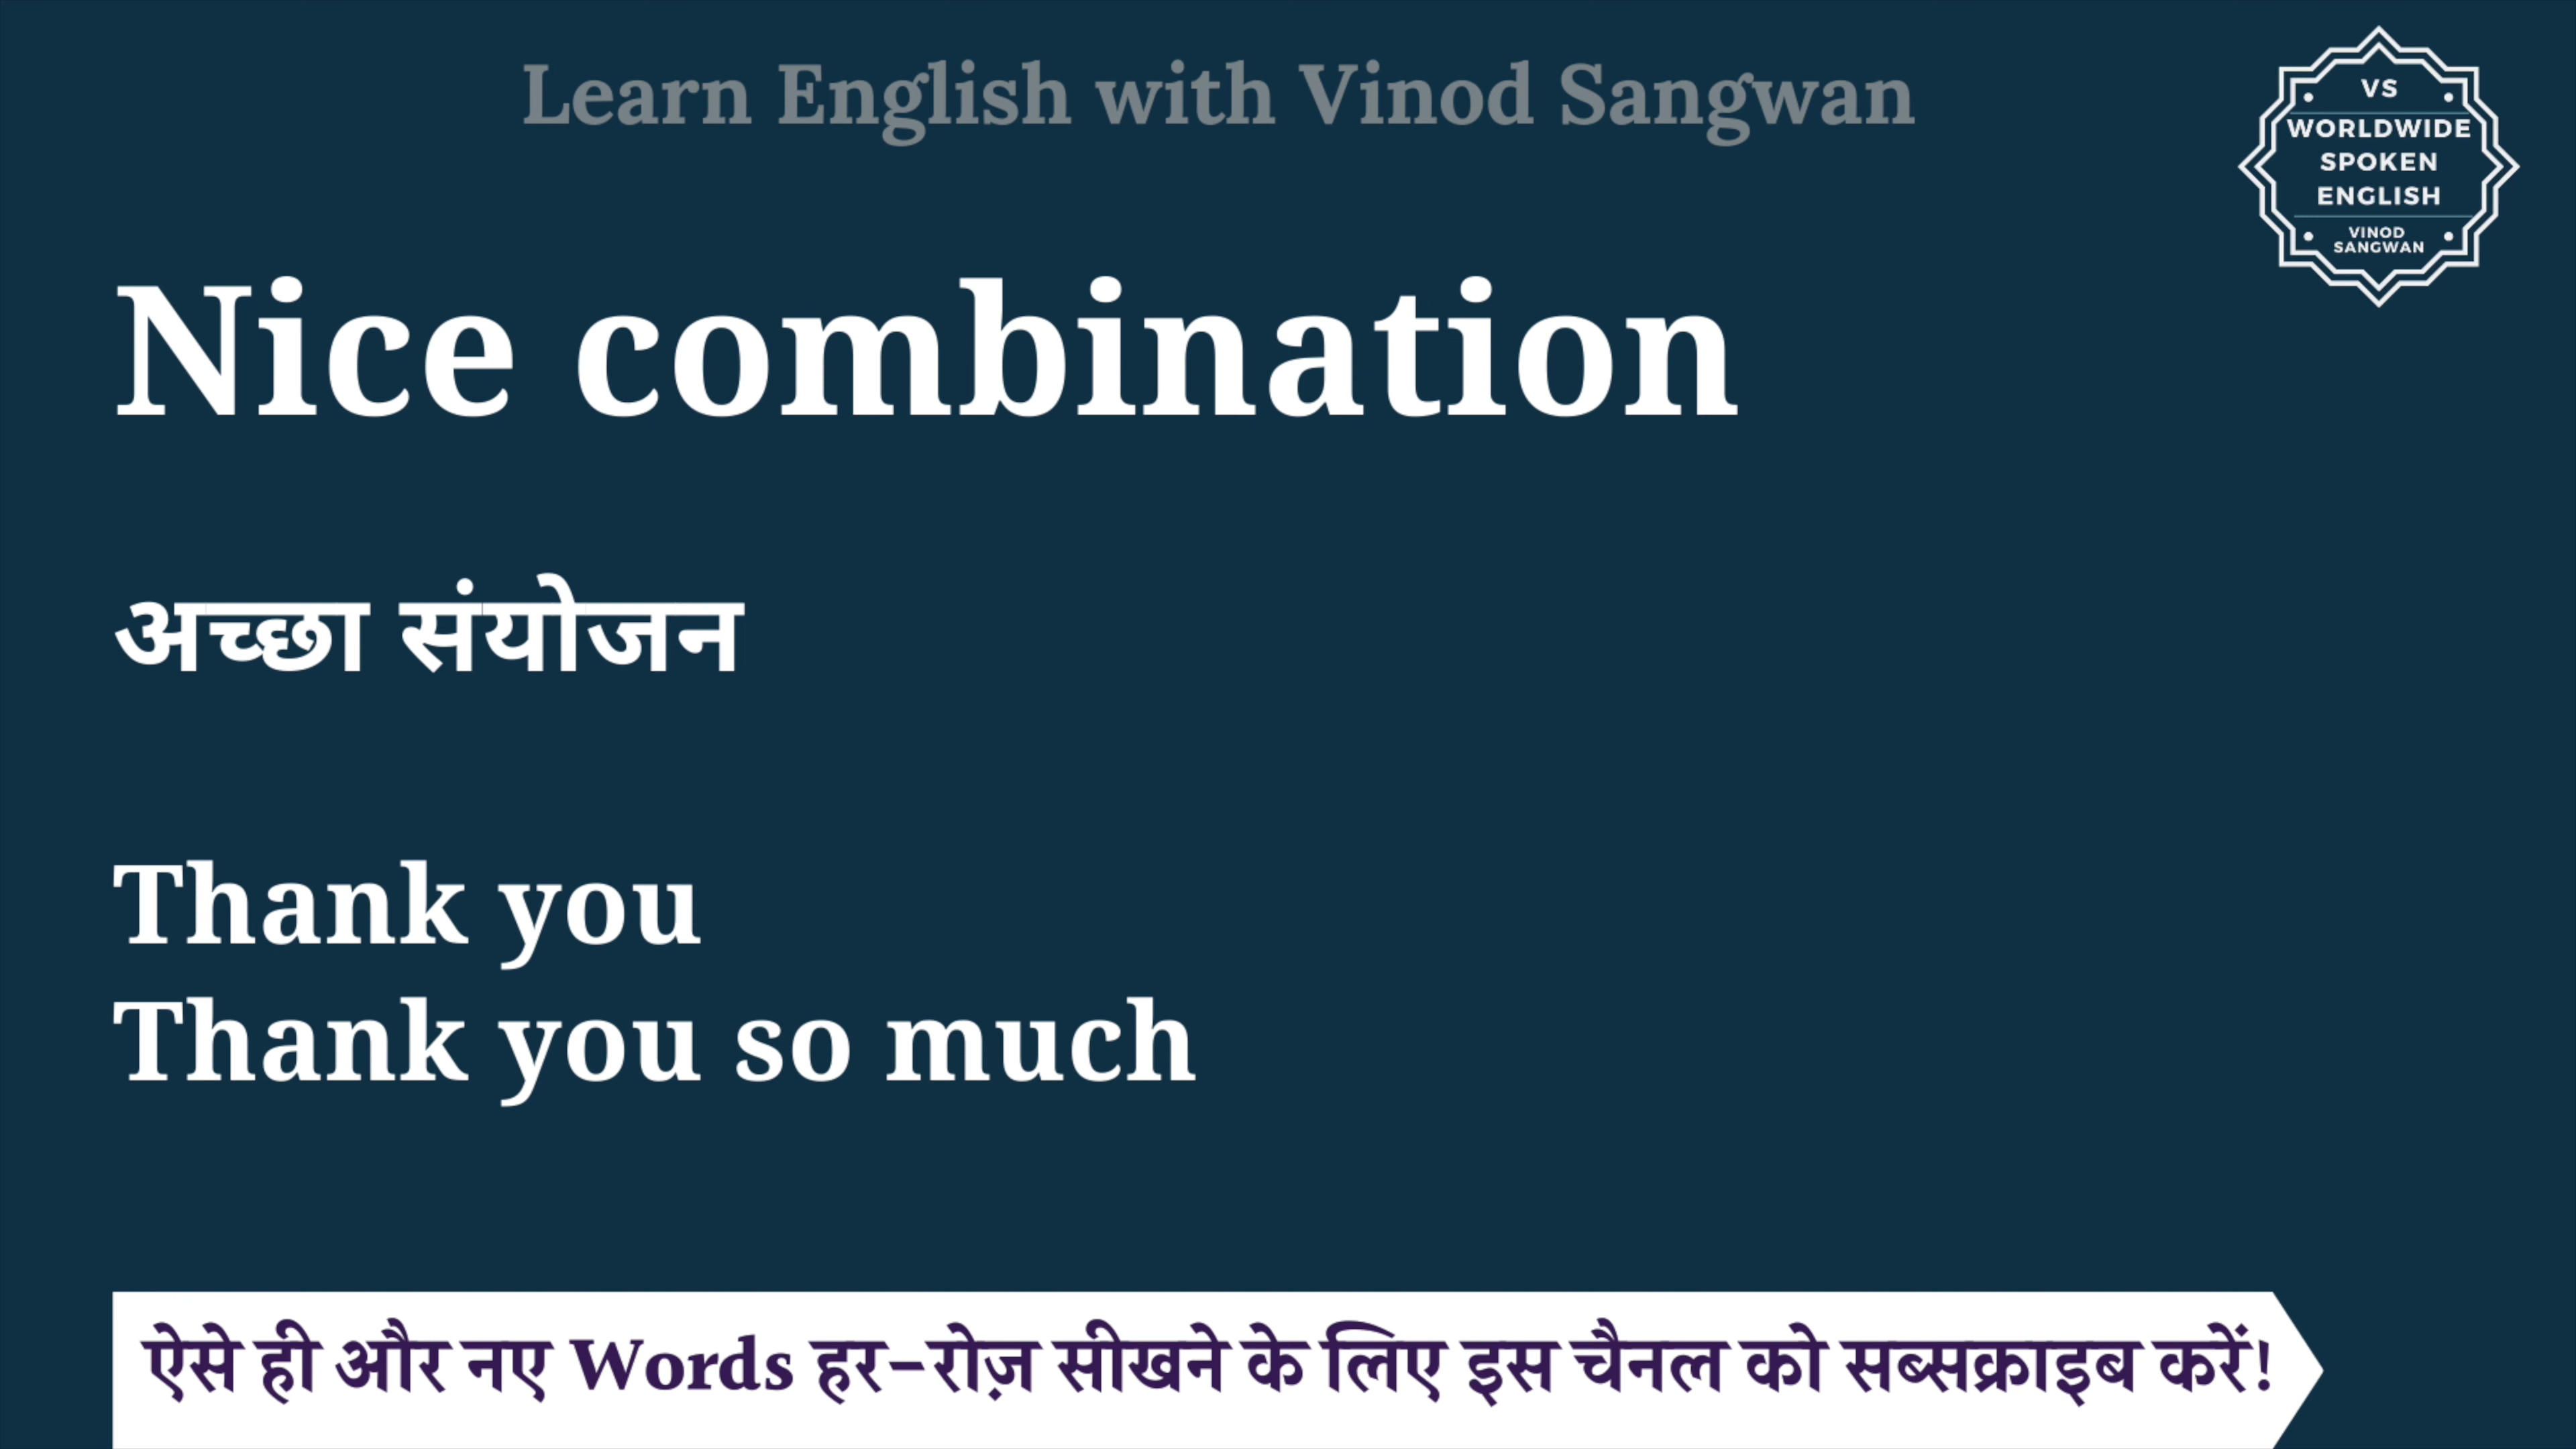 Learn English with Vinod Sangwan
VS
WORLDWIDE
SPOKEN
ENGLISH
VINOD
SANGWAN
Nice combination
अच्छा संयोजन
Thank you
Thank you so much
ऐसे ही और नए Words हर-रोज़ सीखने के लिए इस चैनल को सब्सक्राइब करें!